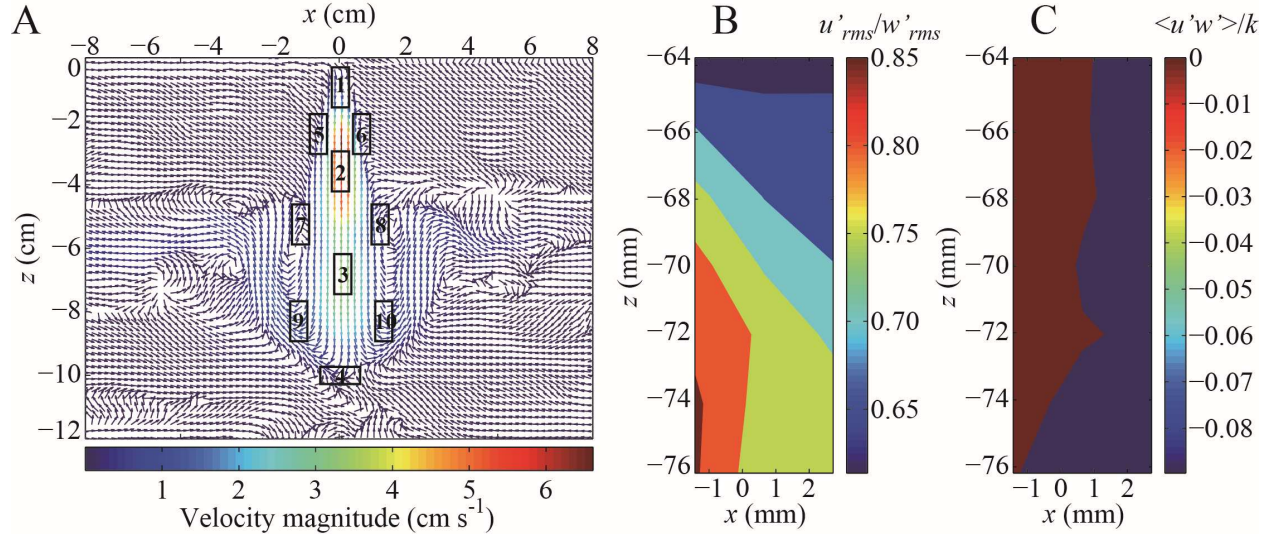 A
x (cm)
−8 −6 −4 −2 0 2 4 6 8
z (cm)
0
−2
−4
−6
−8
−10
−12
1
5 6
2
7 8
3
9 10
4
1 2 3 4 5 6
Velocity magnitude (cm s⁻¹)
B
u'rms/w'rms
z (mm)
−64
−66
−68
−70
−72
−74
−76
−1 0 1 2
x (mm)
0.85
0.80
0.75
0.70
0.65
C
<u'w'>/k
z (mm)
−64
−66
−68
−70
−72
−74
−76
−1 0 1 2
x (mm)
0
−0.01
−0.02
−0.03
−0.04
−0.05
−0.06
−0.07
−0.08